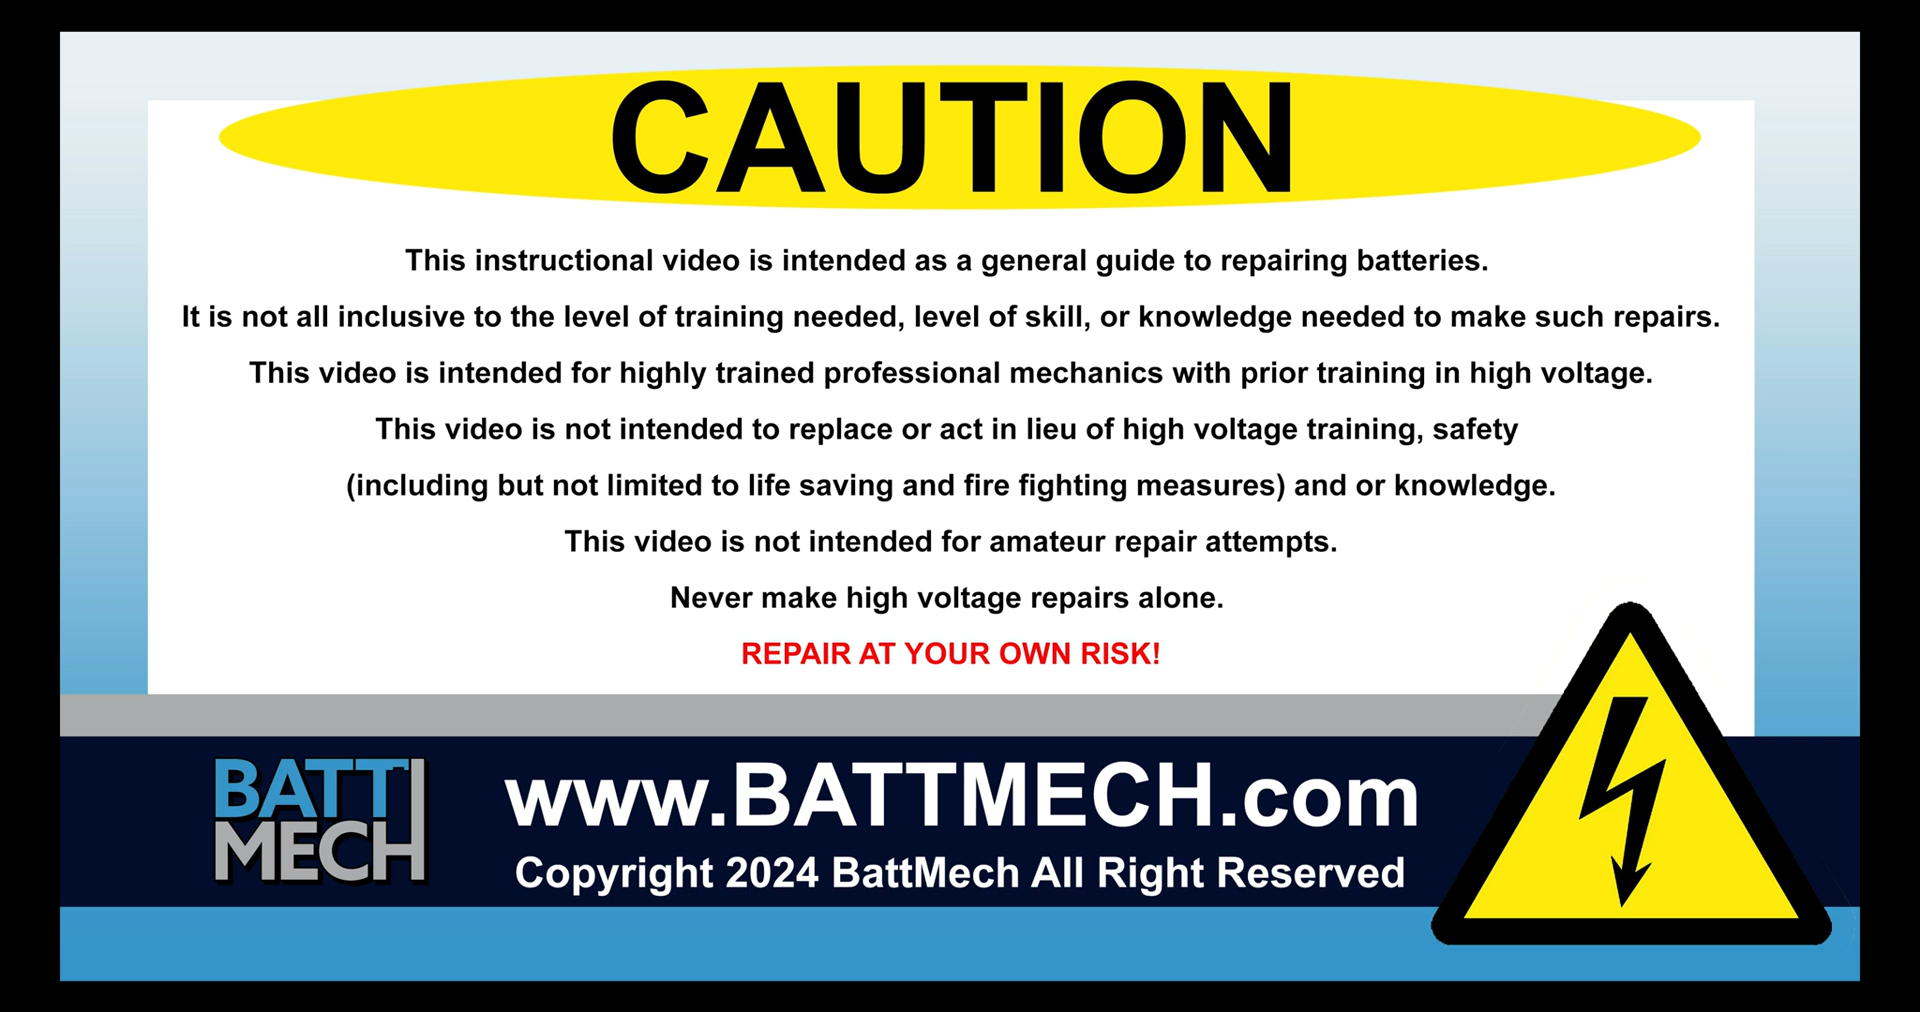 CAUTION
This instructional video is intended as a general guide to repairing batteries.
It is not all inclusive to the level of training needed, level of skill, or knowledge needed to make such repairs.
This video is intended for highly trained professional mechanics with prior training in high voltage.
This video is not intended to replace or act in lieu of high voltage training, safety
(including but not limited to life saving and fire fighting measures) and or knowledge.
This video is not intended for amateur repair attempts.
Never make high voltage repairs alone.
REPAIR AT YOUR OWN RISK!
BATT
MECH
www.BATTMECH.com
Copyright 2024 BattMech All Right Reserved